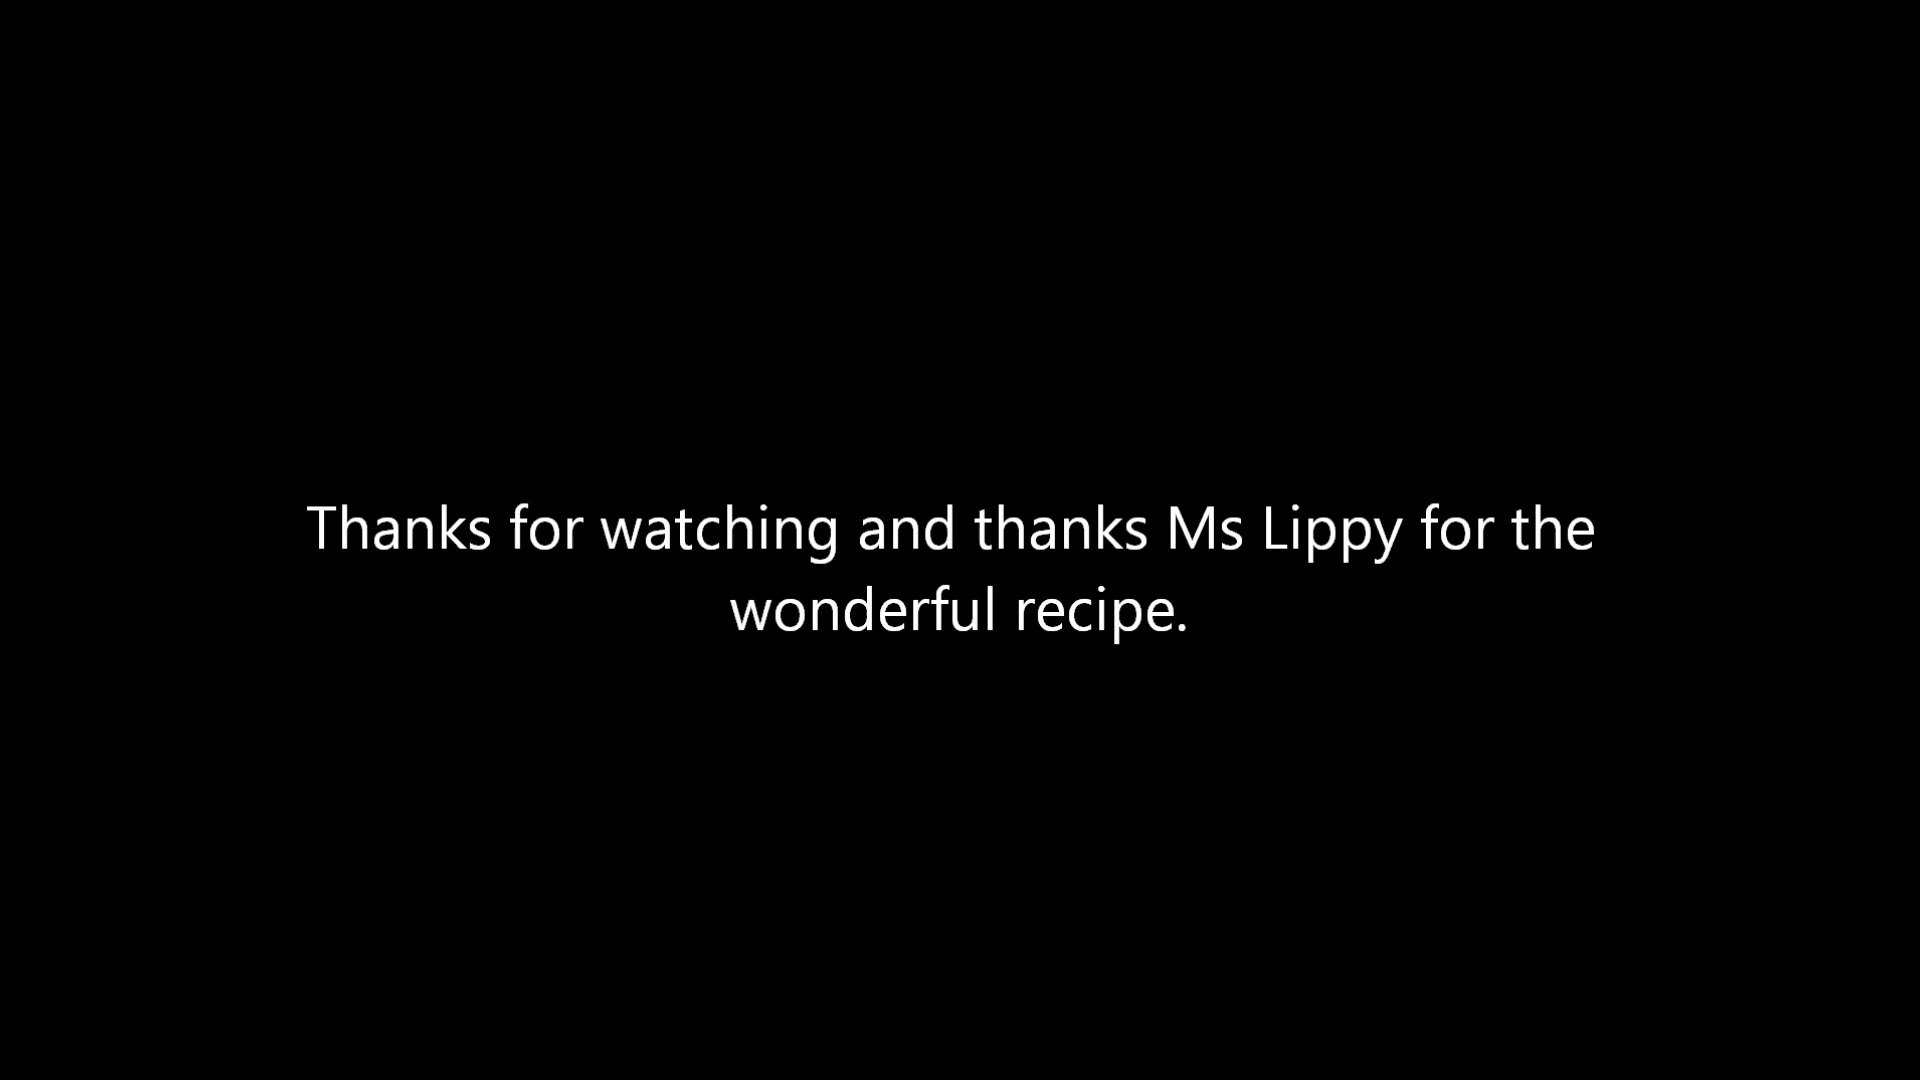 Thanks for watching and thanks Ms Lippy for the
wonderful recipe.